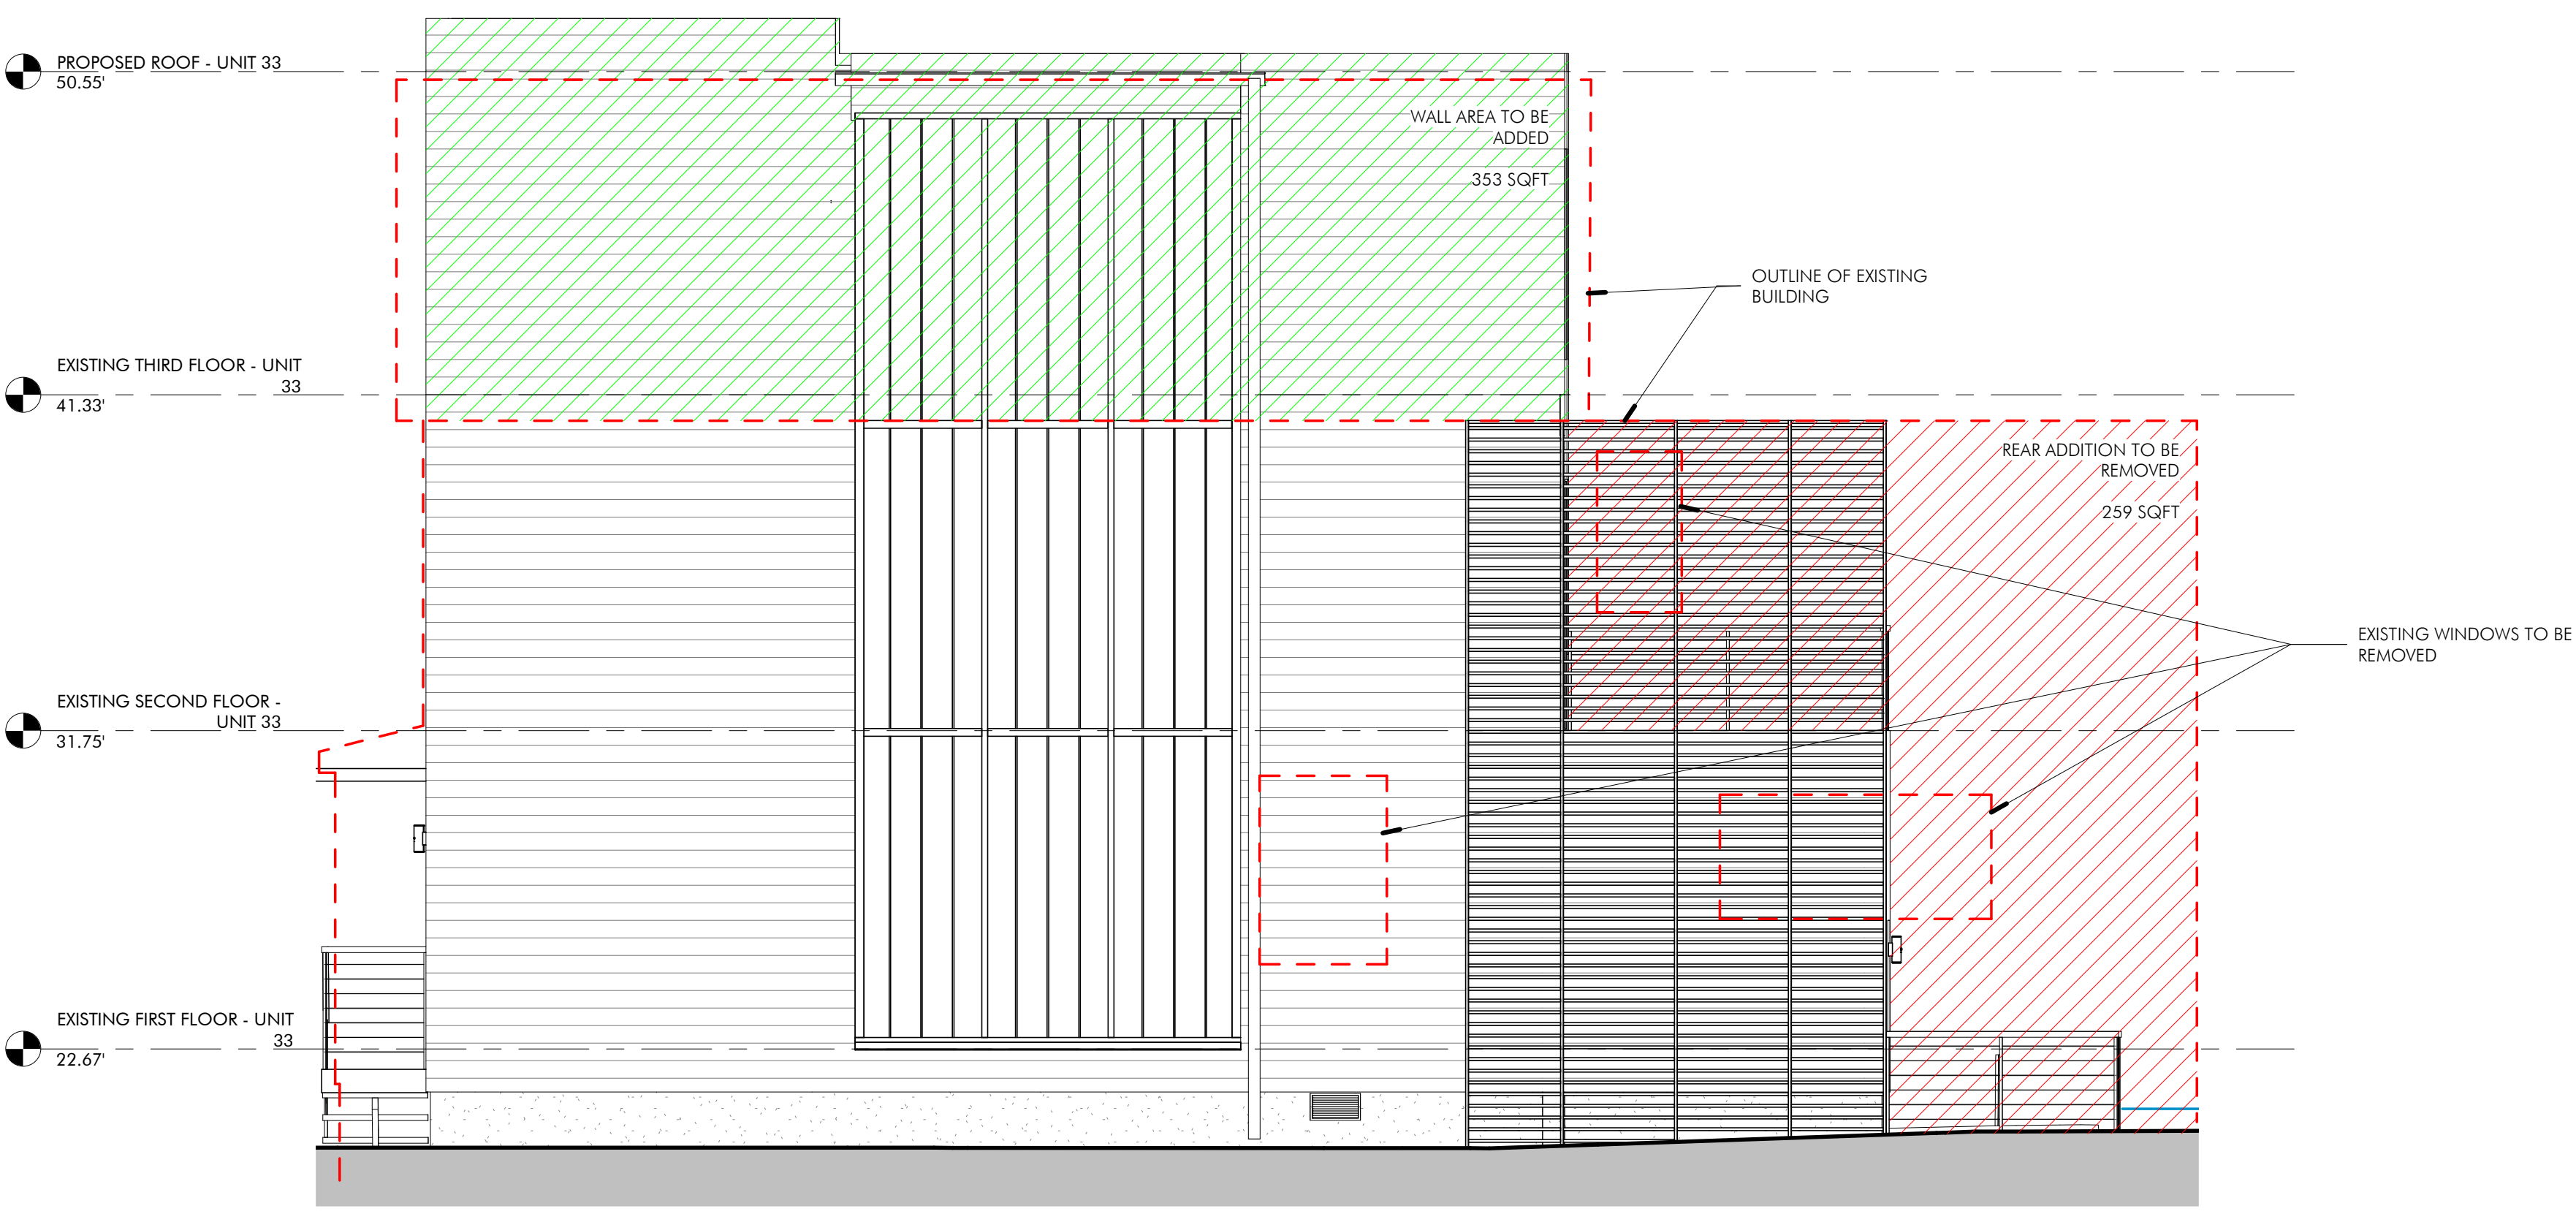 PROPOSED ROOF - UNIT 33
50.55'
WALL AREA TO BE
ADDED
353 SQFT
OUTLINE OF EXISTING
BUILDING
EXISTING THIRD FLOOR - UNIT
33
41.33'
REAR ADDITION TO BE
REMOVED
259 SQFT
EXISTING WINDOWS TO BE
REMOVED
EXISTING SECOND FLOOR -
UNIT 33
31.75'
EXISTING FIRST FLOOR - UNIT
33
22.67'